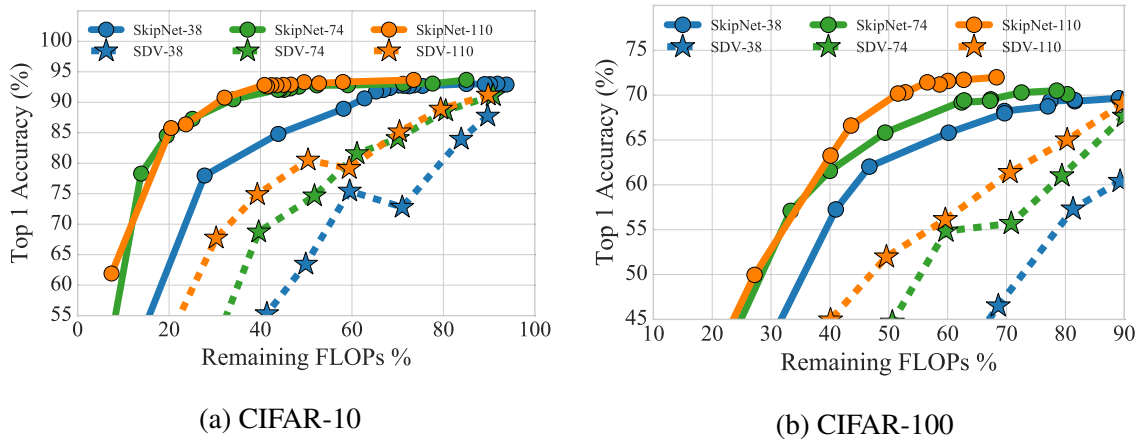 SkipNet-38 SkipNet-74 SkipNet-110
SDV-38 SDV-74 SDV-110
Top 1 Accuracy (%)
105
100
95
90
85
80
75
70
65
60
55
0 20 40 60 80 100
Remaining FLOPs %
(a) CIFAR-10
SkipNet-38 SkipNet-74 SkipNet-110
SDV-38 SDV-74 SDV-110
Top 1 Accuracy (%)
75
70
65
60
55
50
45
10 20 30 40 50 60 70 80 90
Remaining FLOPs %
(b) CIFAR-100